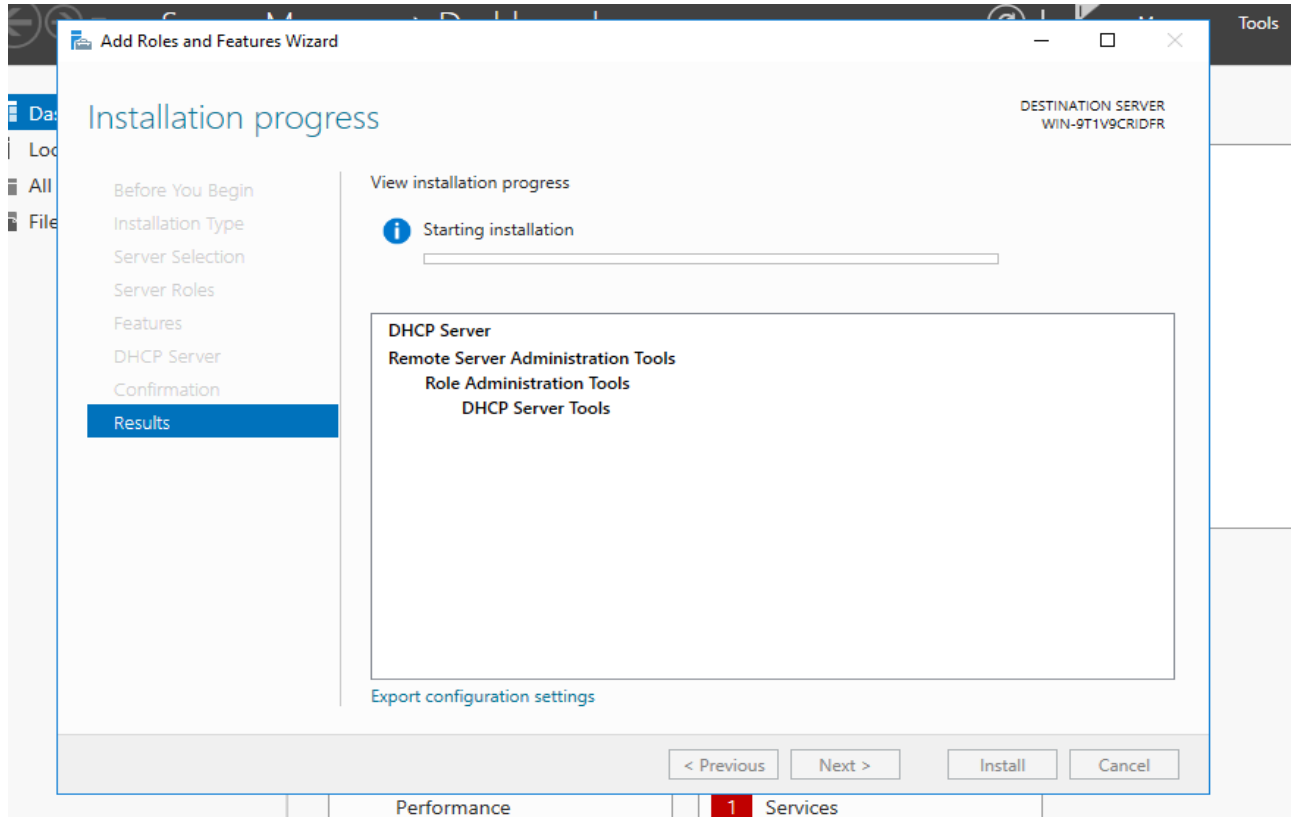 Tools
Add Roles and Features Wizard
Installation progress
DESTINATION SERVER
WIN-9T1V9CRIDFR
Before You Begin
Installation Type
Server Selection
Server Roles
Features
DHCP Server
Confirmation
Results
View installation progress
Starting installation
DHCP Server
Remote Server Administration Tools
Role Administration Tools
DHCP Server Tools
Export configuration settings
< Previous
Next >
Install
Cancel
All
File
Performance
1 Services